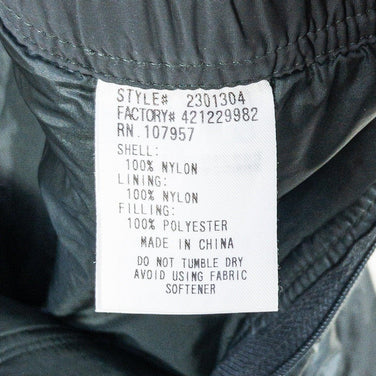 STYLE# 2301304
FACTORY# 421229982
RN. 107957
SHELL:
100% NYLON
LINING:
100% NYLON
FILLING:
100% POLYESTER
MADE IN CHINA
DO NOT TUMBLE DRY
AVOID USING FABRIC
SOFTENER